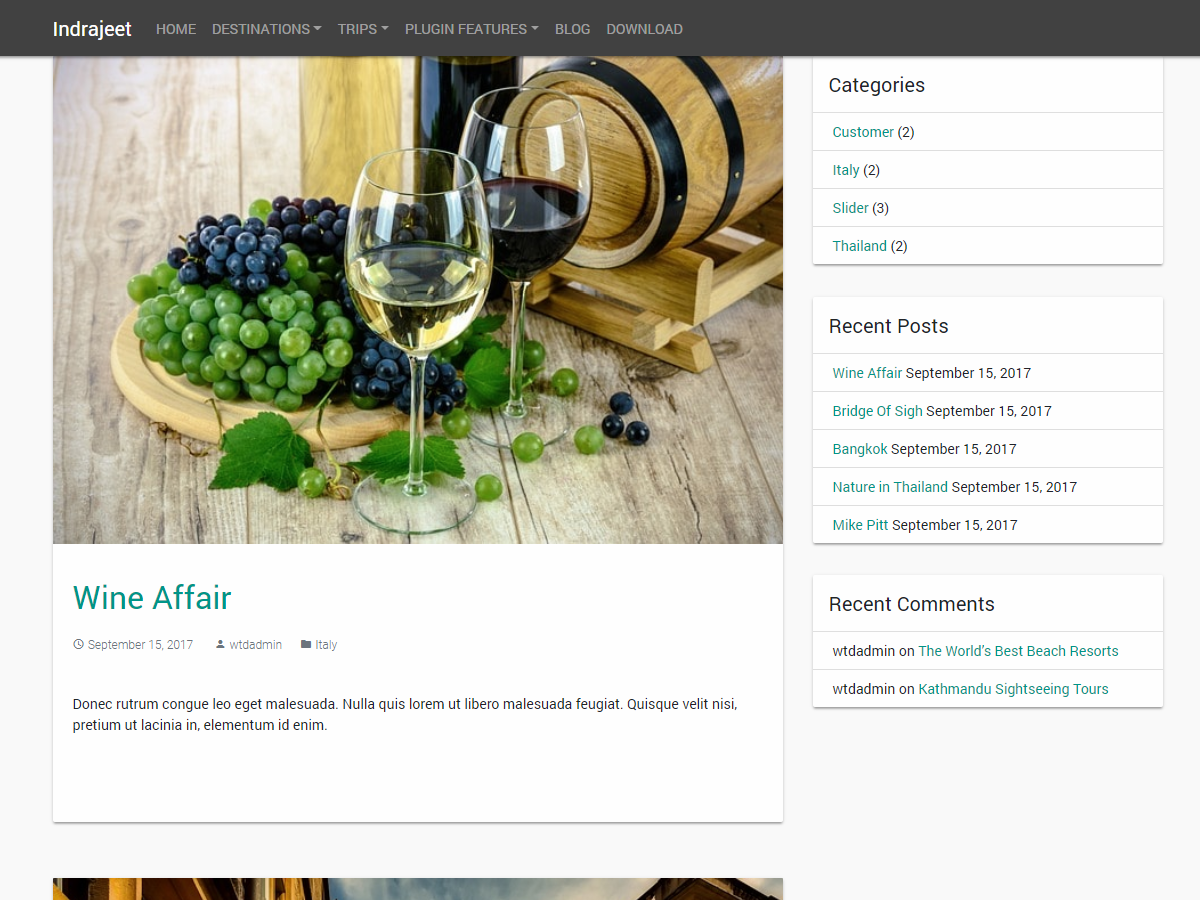 Indrajeet HOME DESTINATIONS TRIPS PLUGIN FEATURES BLOG DOWNLOAD
Wine Affair
September 15, 2017 wtdadmin Italy
Donec rutrum congue leo eget malesuada. Nulla quis lorem ut libero malesuada feugiat. Quisque velit nisi,
pretium ut lacinia in, elementum id enim.
Categories
Customer (2)
Italy (2)
Slider (3)
Thailand (2)
Recent Posts
Wine Affair September 15, 2017
Bridge Of Sigh September 15, 2017
Bangkok September 15, 2017
Nature in Thailand September 15, 2017
Mike Pitt September 15, 2017
Recent Comments
wtdadmin on The World’s Best Beach Resorts
wtdadmin on Kathmandu Sightseeing Tours